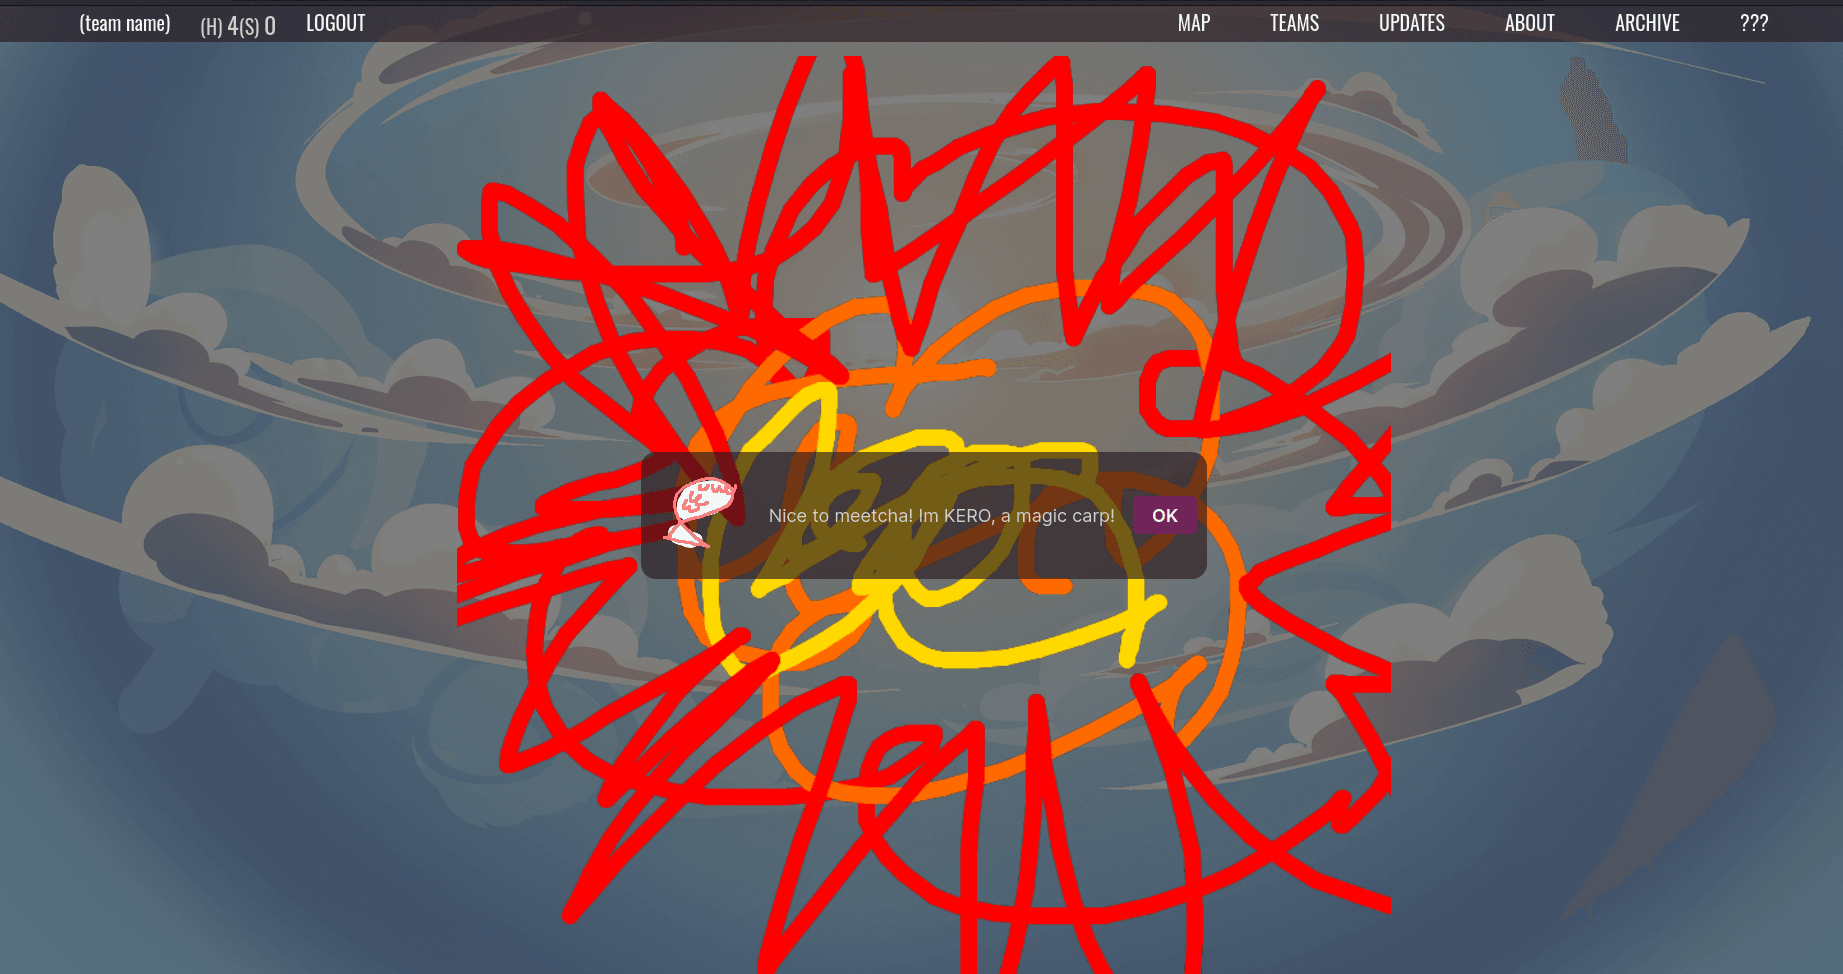 (team name) (H) 4(S) 0 LOGOUT MAP TEAMS UPDATES ABOUT ARCHIVE ???
Nice to meetcha! Im KERO, a magic carp! OK